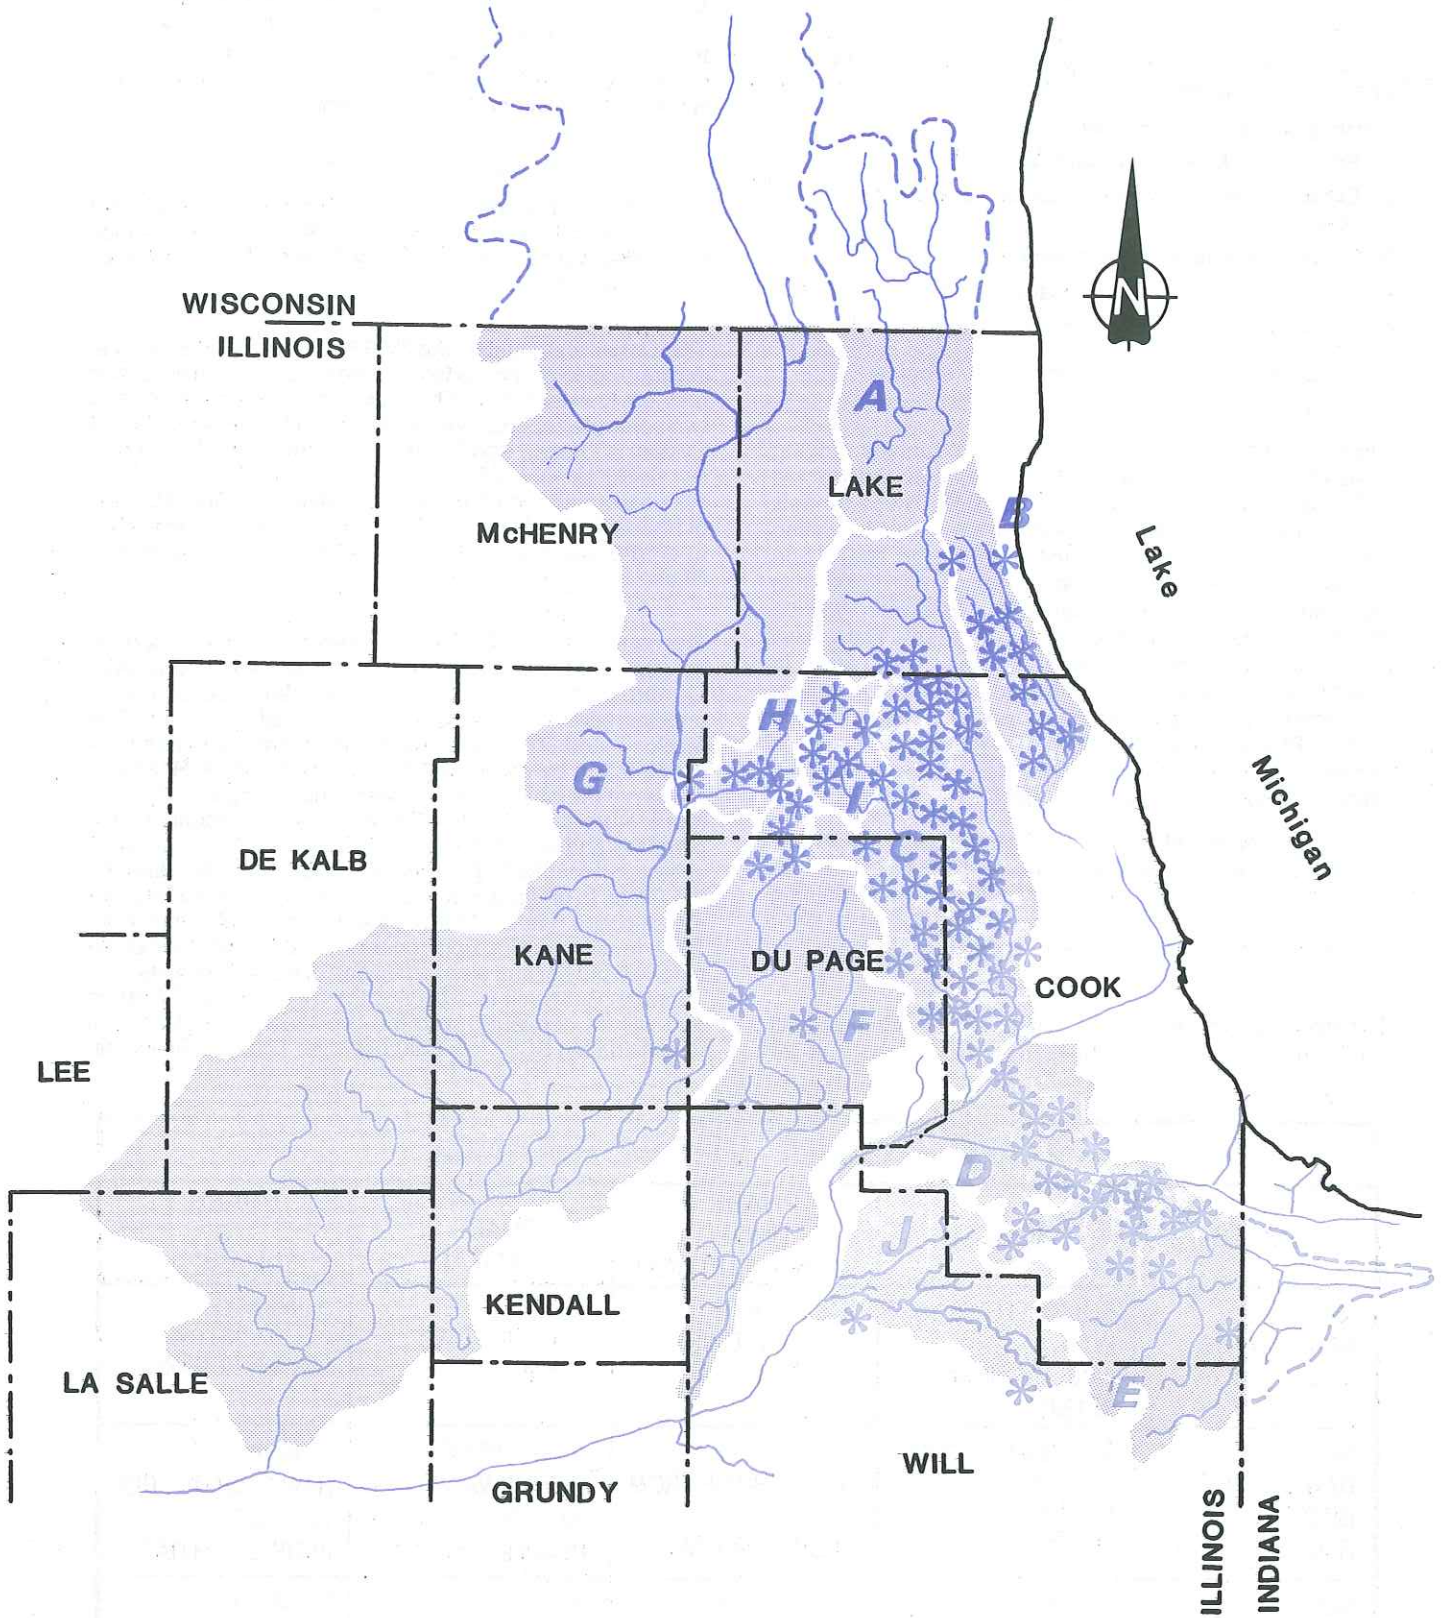 WISCONSIN
ILLINOIS
N
A
LAKE
B
McHENRY
Lake
Michigan
H
G
I
C
DE KALB
KANE
DU PAGE
COOK
F
LEE
D
J
KENDALL
LA SALLE
E
WILL
GRUNDY
ILLINOIS
INDIANA